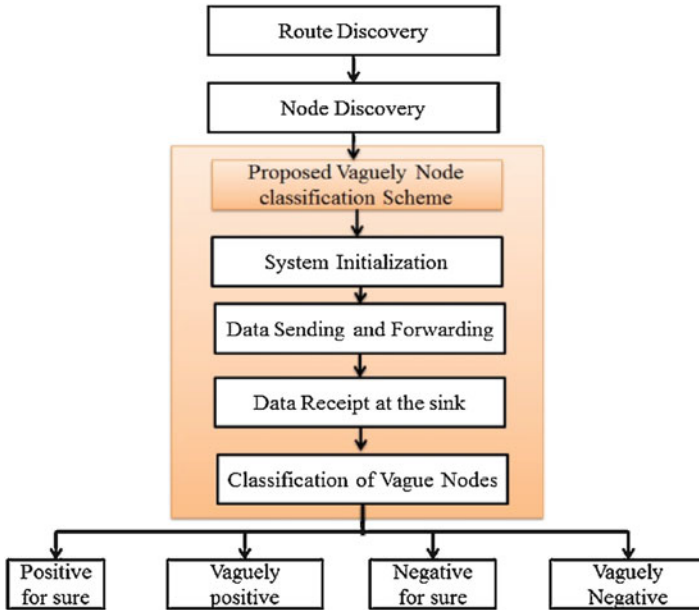 Route Discovery
Node Discovery
Proposed Vaguely Node
classification Scheme
System Initialization
Data Sending and Forwarding
Data Receipt at the sink
Classification of Vague Nodes
Positive
for sure
Vaguely
positive
Negative
for sure
Vaguely
Negative